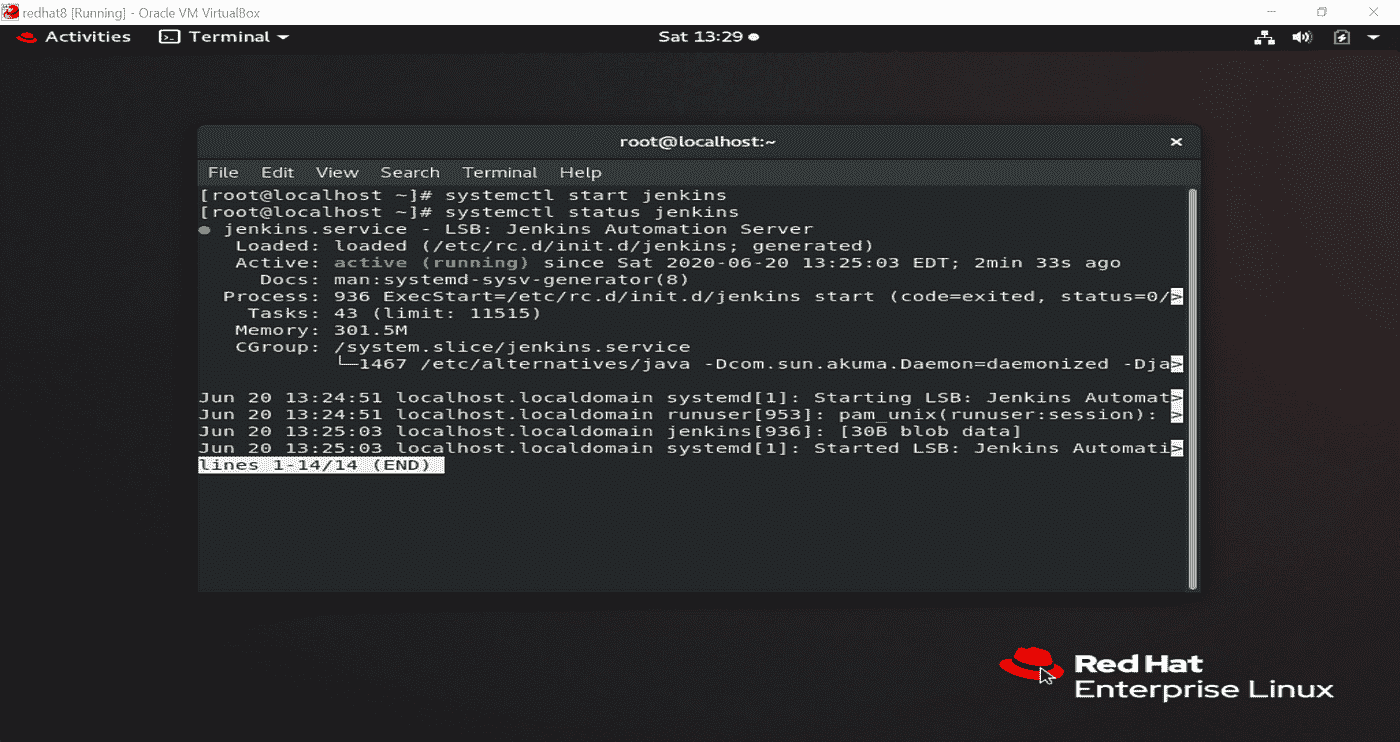 redhat8 [Running] - Oracle VM VirtualBox
Activities Terminal Sat 13:29
root@localhost:~
File Edit View Search Terminal Help
[root@localhost ~]# systemctl start jenkins
[root@localhost ~]# systemctl status jenkins
● jenkins.service - LSB: Jenkins Automation Server
Loaded: loaded (/etc/rc.d/init.d/jenkins; generated)
Active: active (running) since Sat 2020-06-20 13:25:03 EDT; 2min 33s ago
Docs: man:systemd-sysv-generator(8)
Process: 936 ExecStart=/etc/rc.d/init.d/jenkins start (code=exited, status=0/>
Tasks: 43 (limit: 11515)
Memory: 301.5M
CGroup: /system.slice/jenkins.service
└─1467 /etc/alternatives/java -Dcom.sun.akuma.Daemon=daemonized -Dja>
Jun 20 13:24:51 localhost.localdomain systemd[1]: Starting LSB: Jenkins Automat>
Jun 20 13:24:51 localhost.localdomain runuser[953]: pam_unix(runuser:session): >
Jun 20 13:25:03 localhost.localdomain jenkins[936]: [30B blob data]
Jun 20 13:25:03 localhost.localdomain systemd[1]: Started LSB: Jenkins Automati>
lines 1-14/14 (END)
Red Hat
Enterprise Linux